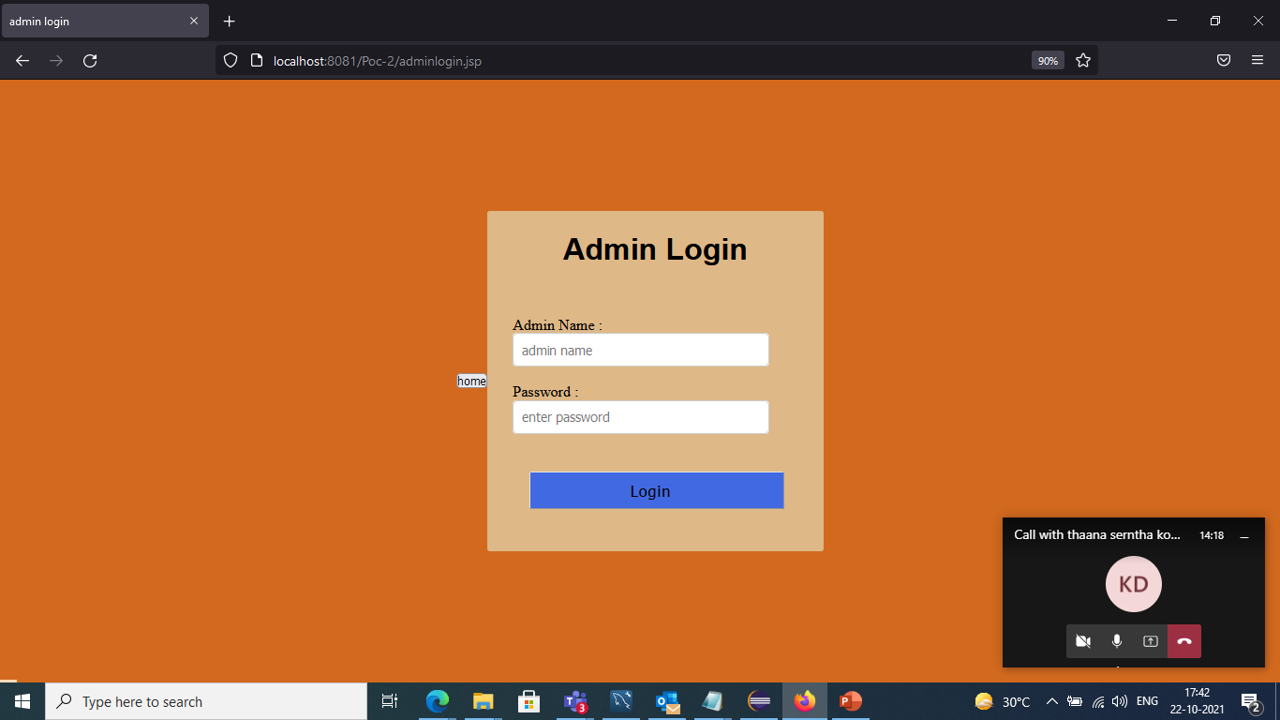 admin login
localhost:8081/Poc-2/adminlogin.jsp
90%
Admin Login
Admin Name :
admin name
home
Password :
enter password
Login
Call with thaana serntha ko...
14:18
KD
Type here to search
3
30°C
ENG
17:42
22-10-2021
2